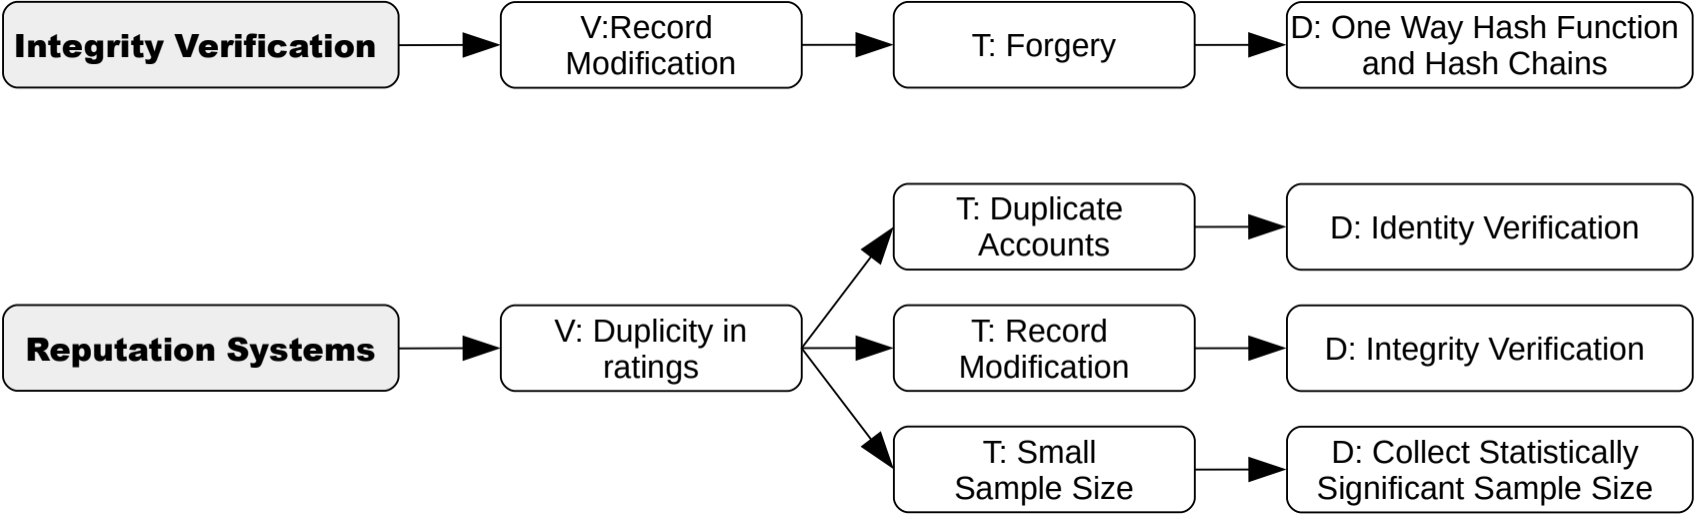 Integrity Verification
V:Record
Modification
T: Forgery
D: One Way Hash Function
and Hash Chains
T: Duplicate
Accounts
D: Identity Verification
Reputation Systems
V: Duplicity in
ratings
T: Record
Modification
D: Integrity Verification
T: Small
Sample Size
D: Collect Statistically
Significant Sample Size